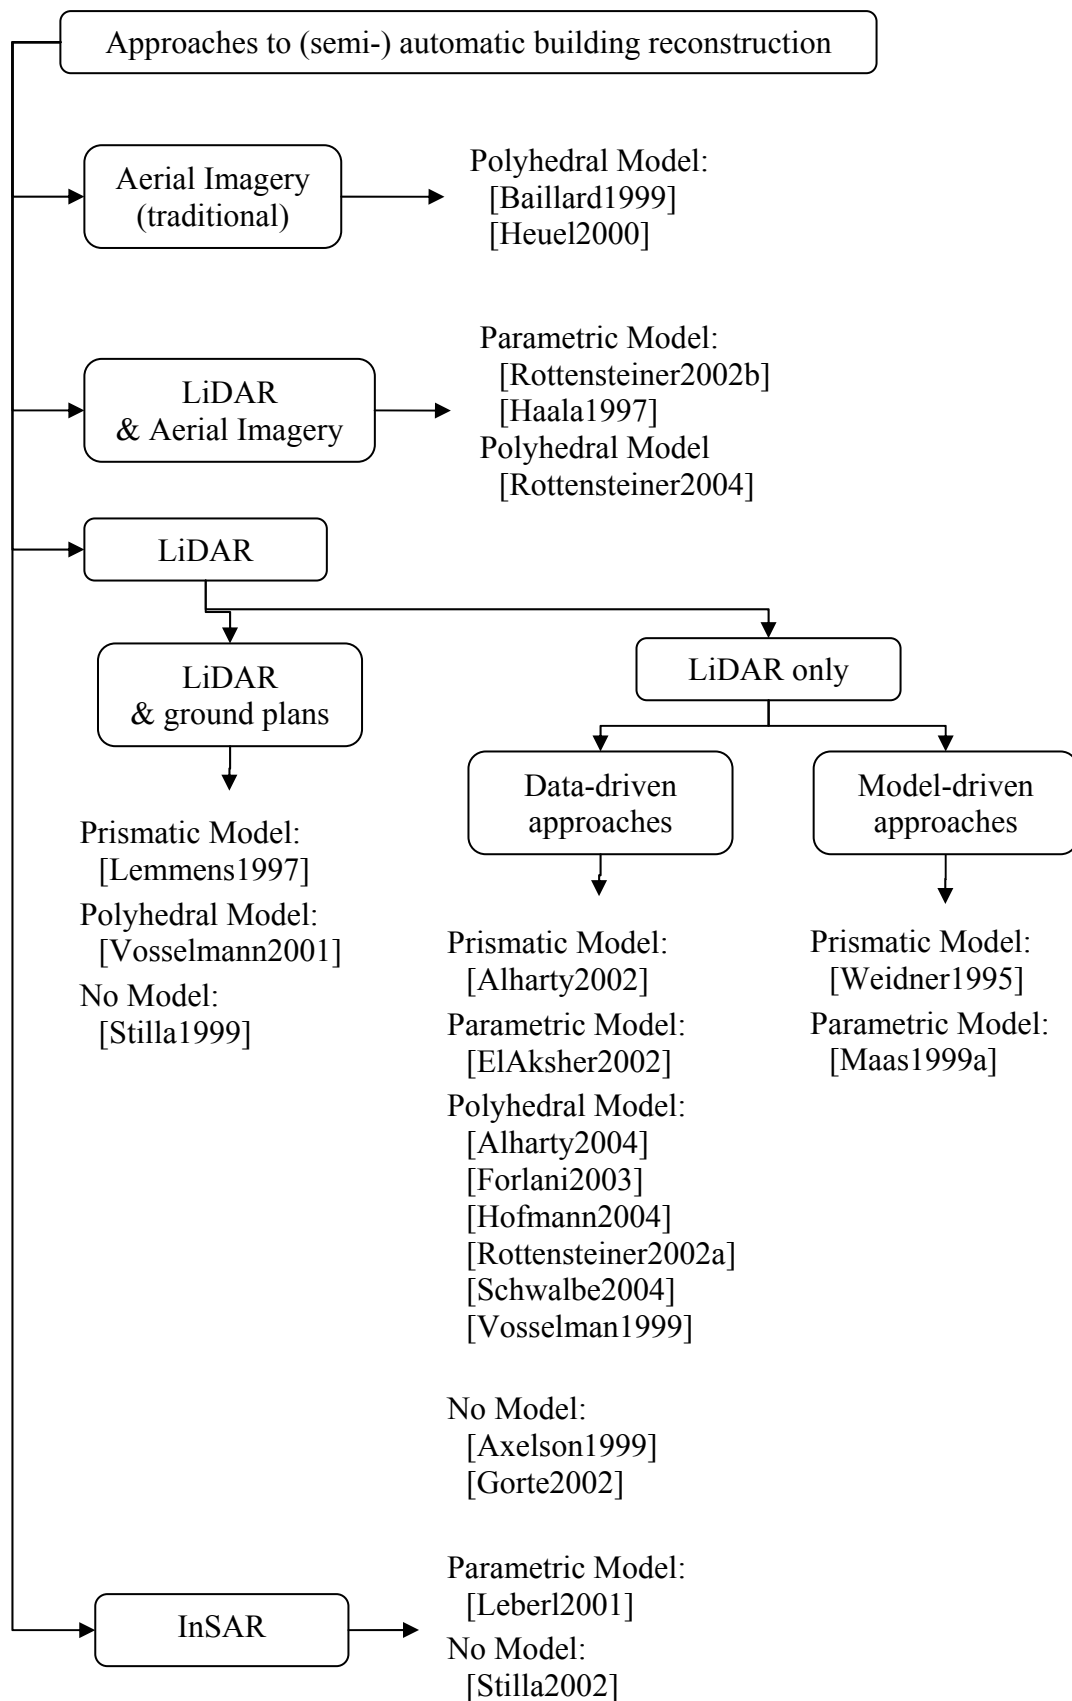 Approaches to (semi-) automatic building reconstruction
Aerial Imagery
(traditional)
Polyhedral Model:
[Baillard1999]
[Heuel2000]
LiDAR
& Aerial Imagery
Parametric Model:
[Rottensteiner2002b]
[Haala1997]
Polyhedral Model
[Rottensteiner2004]
LiDAR
LiDAR
& ground plans
Prismatic Model:
[Lemmens1997]
Polyhedral Model:
[Vosselmann2001]
No Model:
[Stilla1999]
LiDAR only
Data-driven
approaches
Prismatic Model:
[Alharty2002]
Parametric Model:
[ElAksher2002]
Polyhedral Model:
[Alharty2004]
[Forlani2003]
[Hofmann2004]
[Rottensteiner2002a]
[Schwalbe2004]
[Vosselman1999]
No Model:
[Axelson1999]
[Gorte2002]
Model-driven
approaches
Prismatic Model:
[Weidner1995]
Parametric Model:
[Maas1999a]
InSAR
Parametric Model:
[Leberl2001]
No Model:
[Stilla2002]